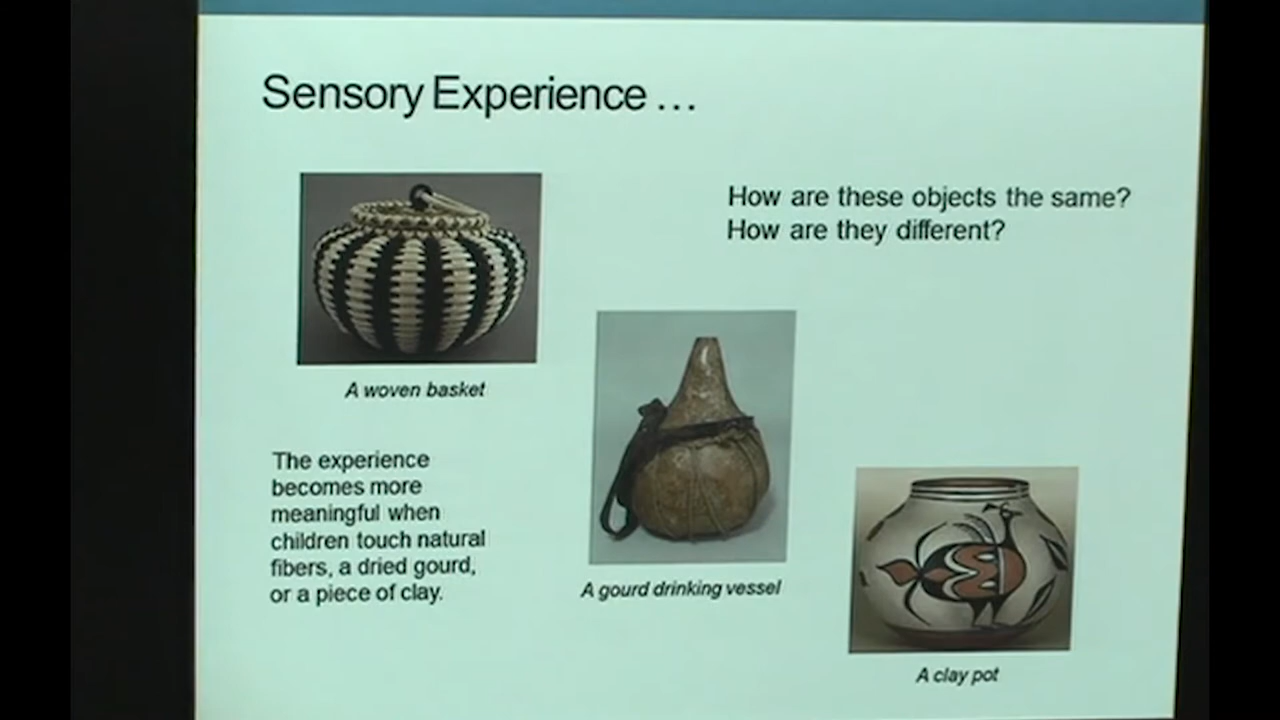 Sensory Experience ...
How are these objects the same?
How are they different?
A woven basket
The experience
becomes more
meaningful when
children touch natural
fibers, a dried gourd,
or a piece of clay.
A gourd drinking vessel
A clay pot